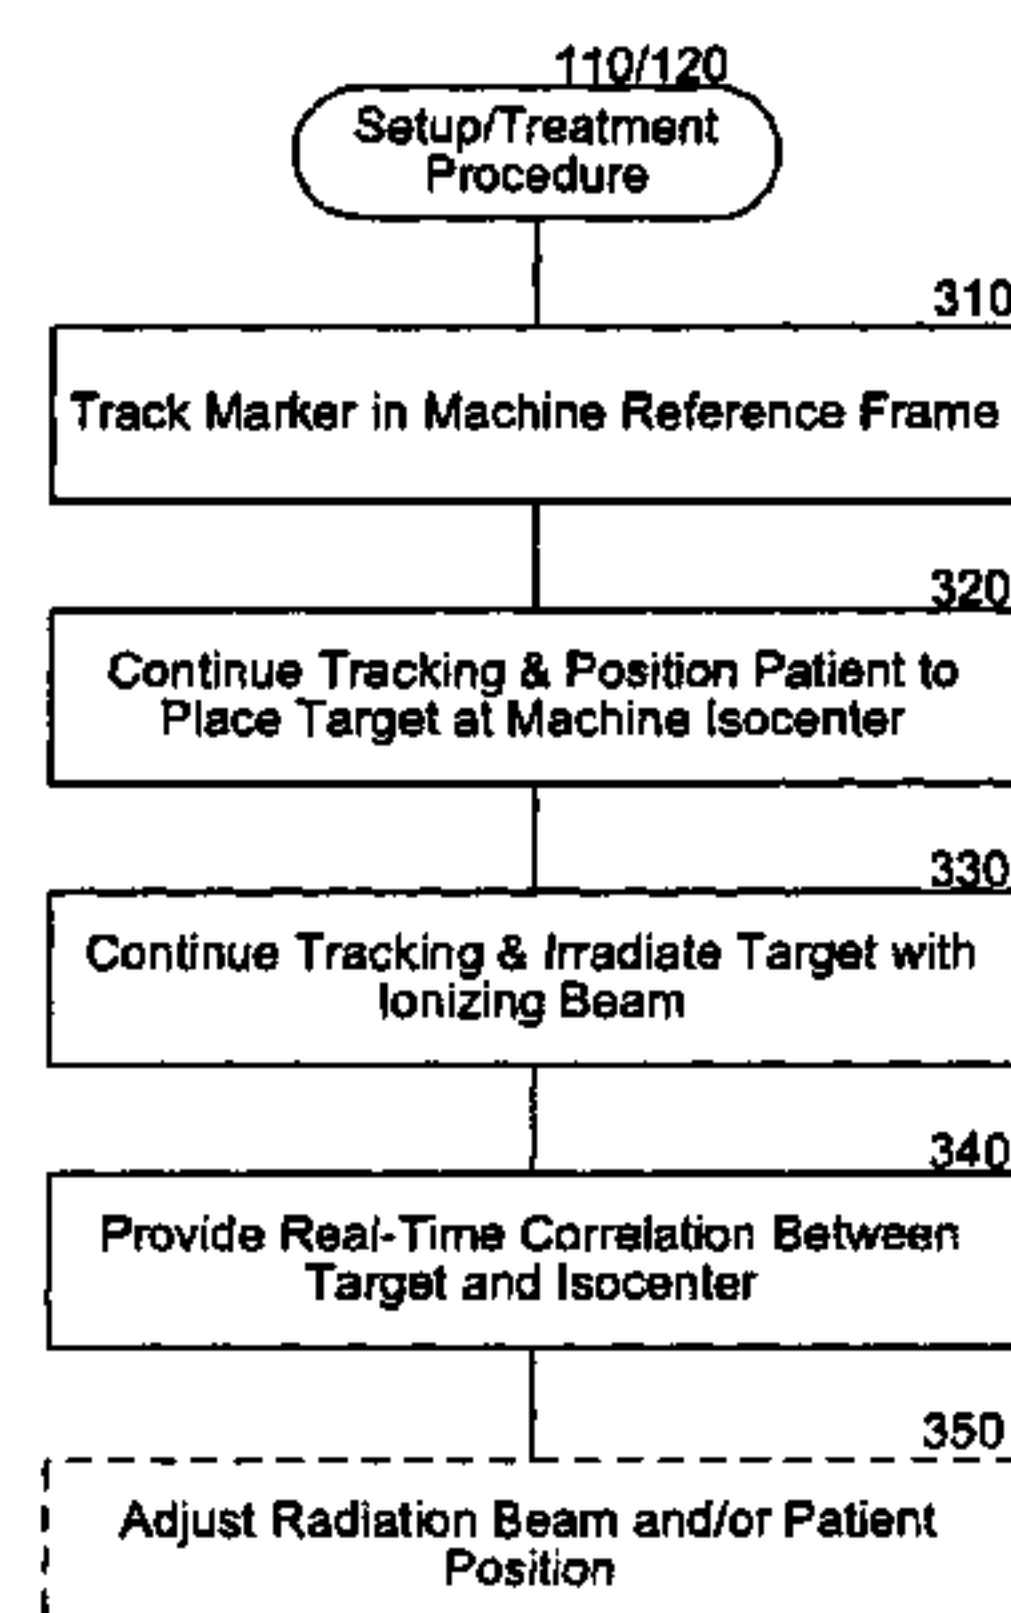 110/120
Setup/Treatment
Procedure
310
Track Marker in Machine Reference Frame
320
Continue Tracking & Position Patient to
Place Target at Machine Isocenter
330
Continue Tracking & Irradiate Target with
Ionizing Beam
340
Provide Real-Time Correlation Between
Target and Isocenter
350
Adjust Radiation Beam and/or Patient
Position